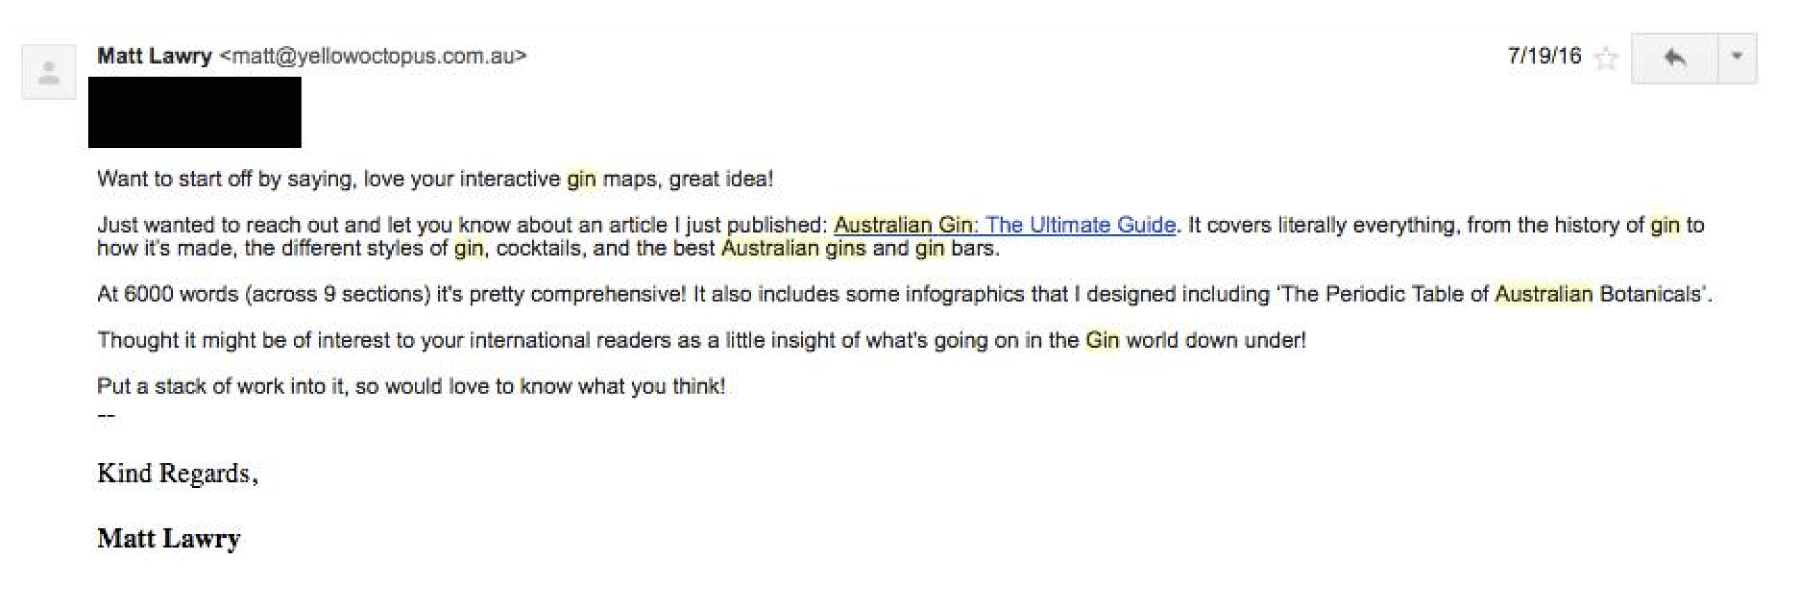 Matt Lawry <matt@yellowoctopus.com.au> 7/19/16
Want to start off by saying, love your interactive gin maps, great idea!
Just wanted to reach out and let you know about an article I just published: Australian Gin: The Ultimate Guide. It covers literally everything, from the history of gin to
how it's made, the different styles of gin, cocktails, and the best Australian gins and gin bars.
At 6000 words (across 9 sections) it's pretty comprehensive! It also includes some infographics that I designed including 'The Periodic Table of Australian Botanicals'.
Thought it might be of interest to your international readers as a little insight of what's going on in the Gin world down under!
Put a stack of work into it, so would love to know what you think!
--
Kind Regards,
Matt Lawry